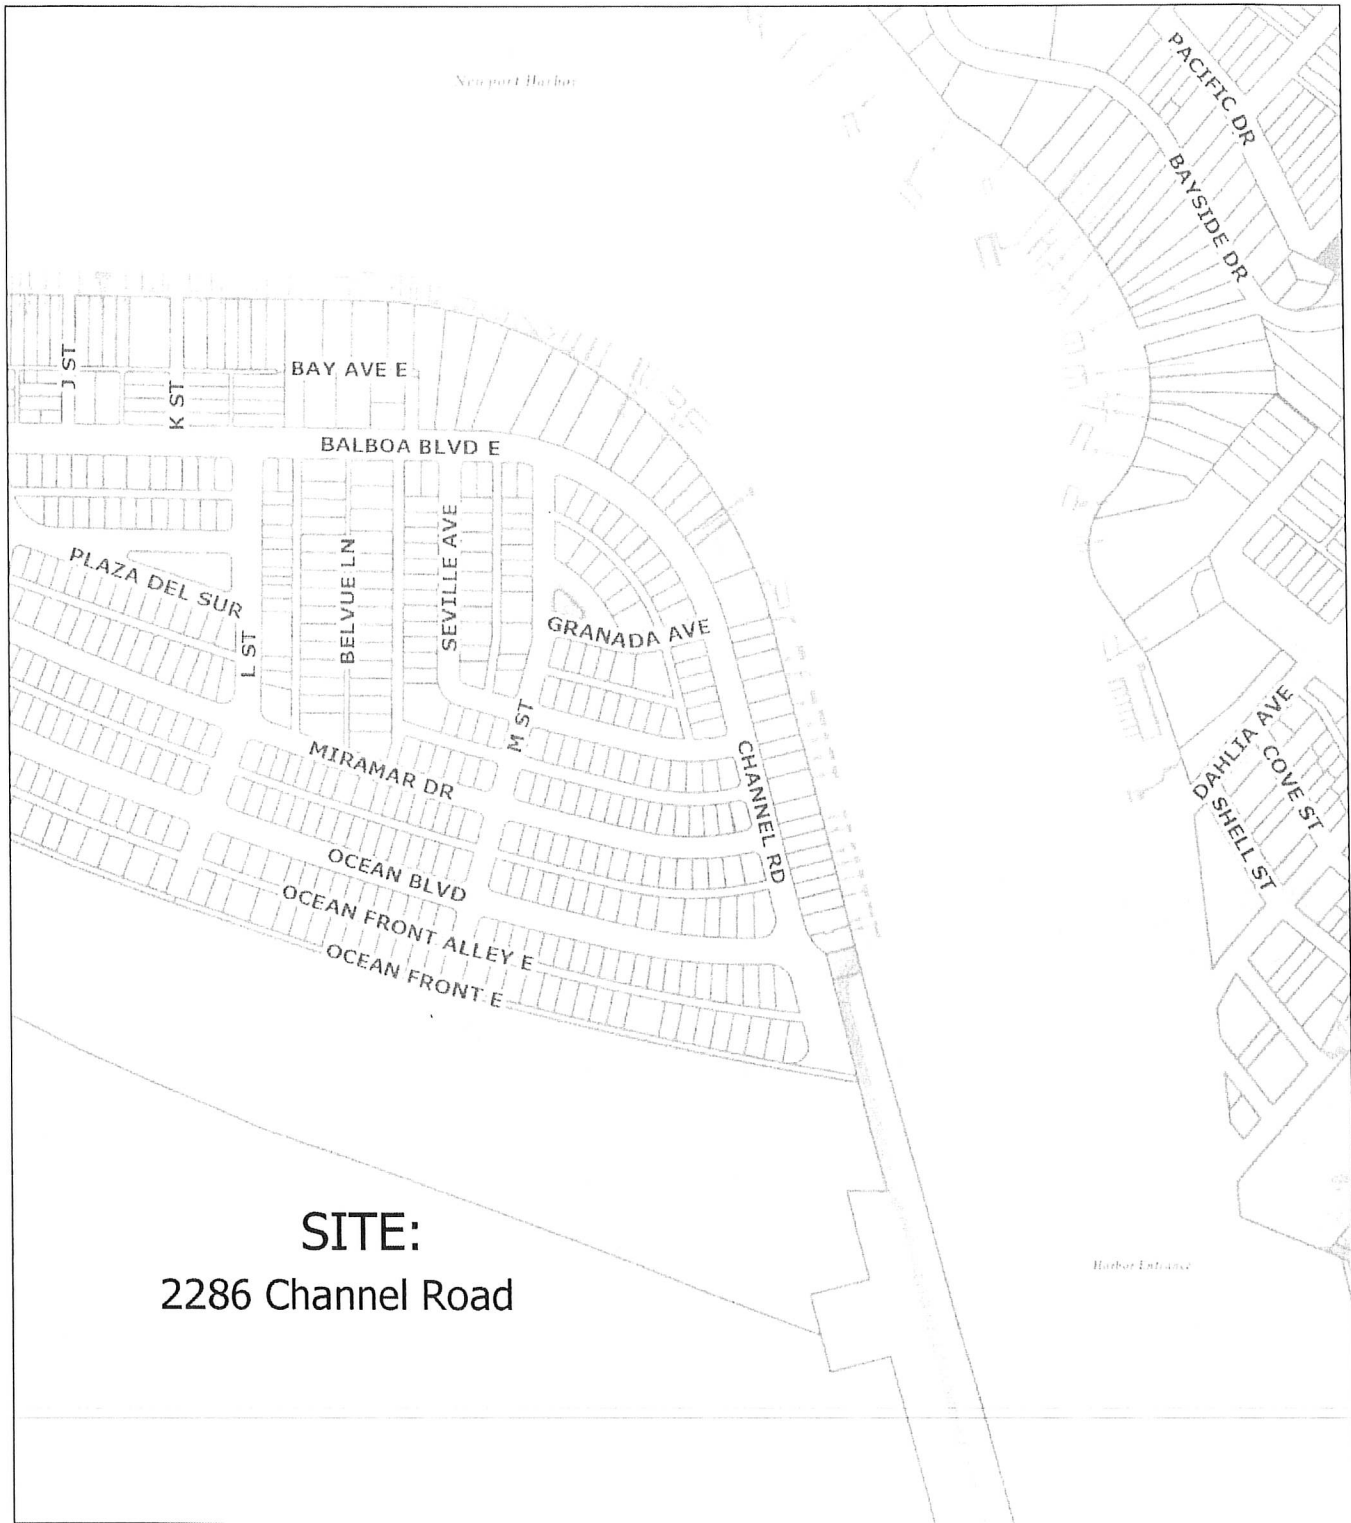 Newport Harbor
PACIFIC DR
BAYSIDE DR
J ST
K ST
BAY AVE E
BALBOA BLVD E
PLAZA DEL SUR
L ST
BELVUE LN
SEVILLE AVE
GRANADA AVE
M ST
MIRAMAR DR
CHANNEL RD
DAHLIA AVE
COVE ST
SHELL ST
OCEAN BLVD
OCEAN FRONT ALLEY E
OCEAN FRONT E
SITE:
2286 Channel Road
Harbor Entrance